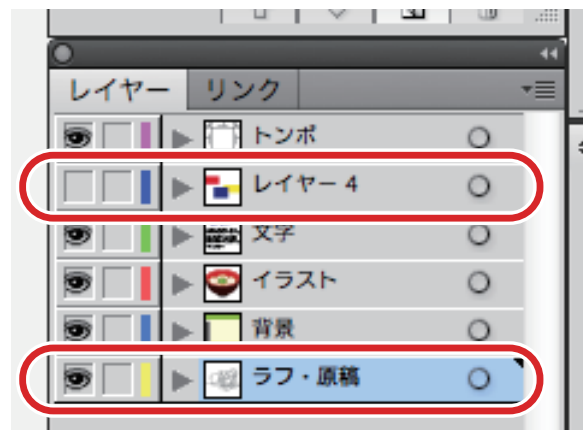 レイヤー リンク
トンボ
レイヤー 4
文字
イラスト
背景
ラフ・原稿